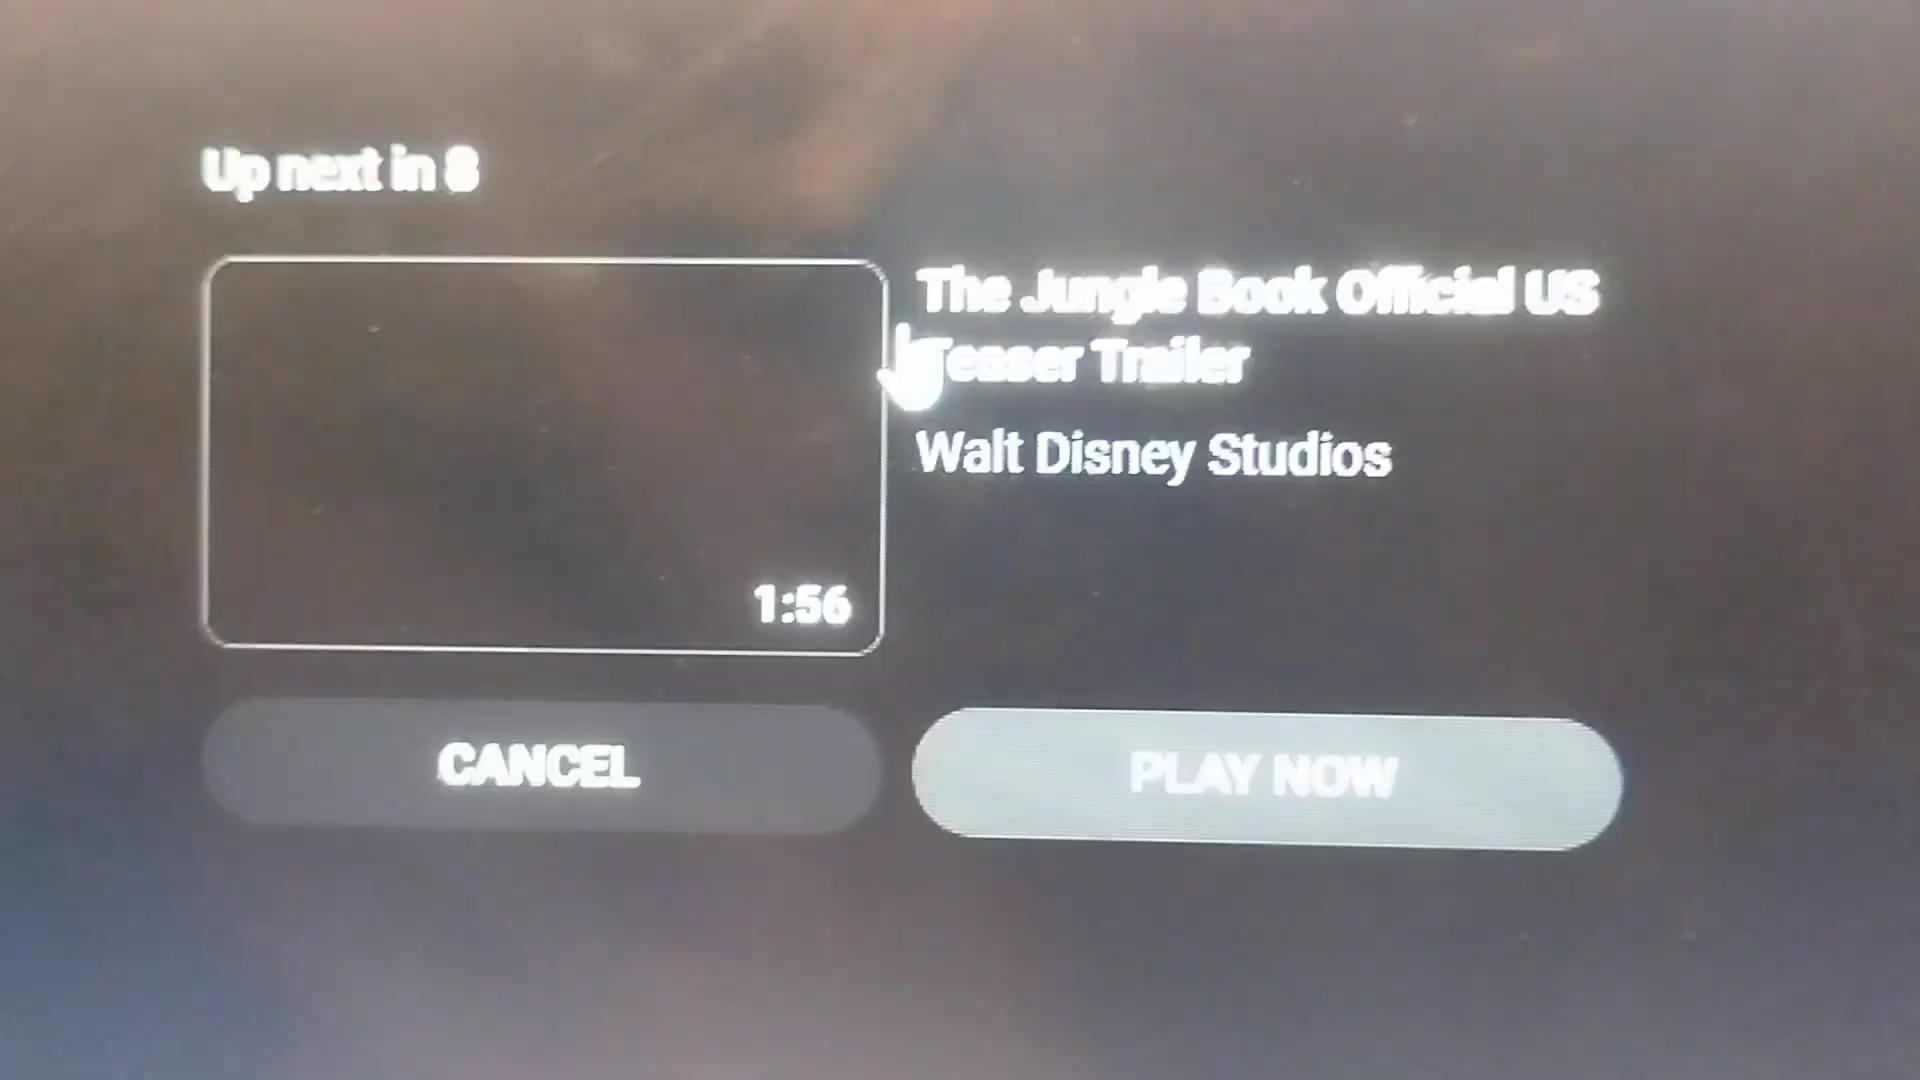 Up next in 8
The Jungle Book Official US
Teaser Trailer
Walt Disney Studios
1:56
CANCEL
PLAY NOW